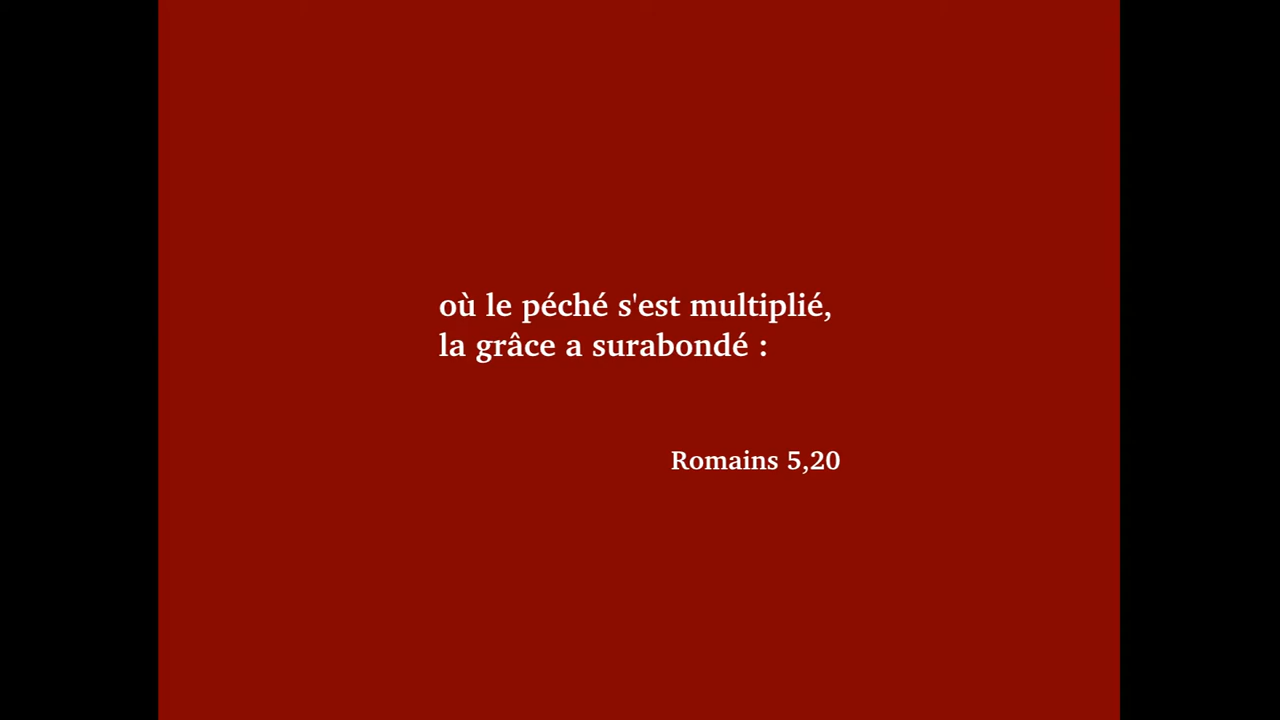 où le péché s'est multiplié,
la grâce a surabondé :
Romains 5,20